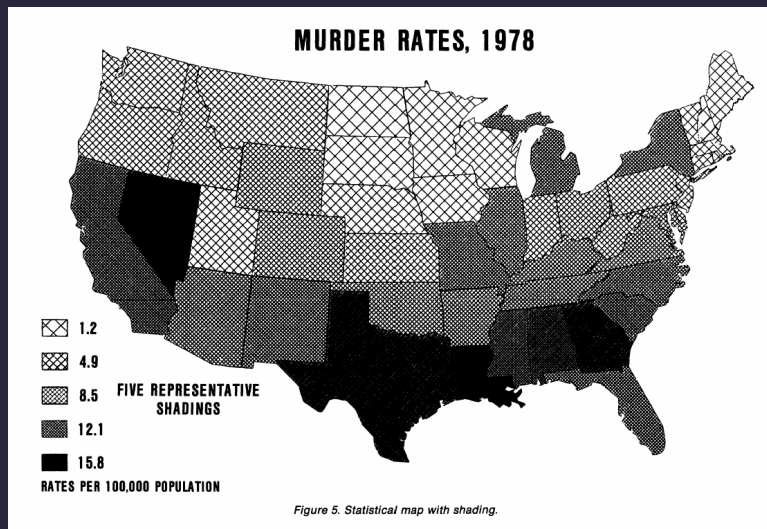 MURDER RATES, 1978
1.2
4.9
8.5
12.1
15.8
FIVE REPRESENTATIVE
SHADINGS
RATES PER 100,000 POPULATION
Figure 5. Statistical map with shading.